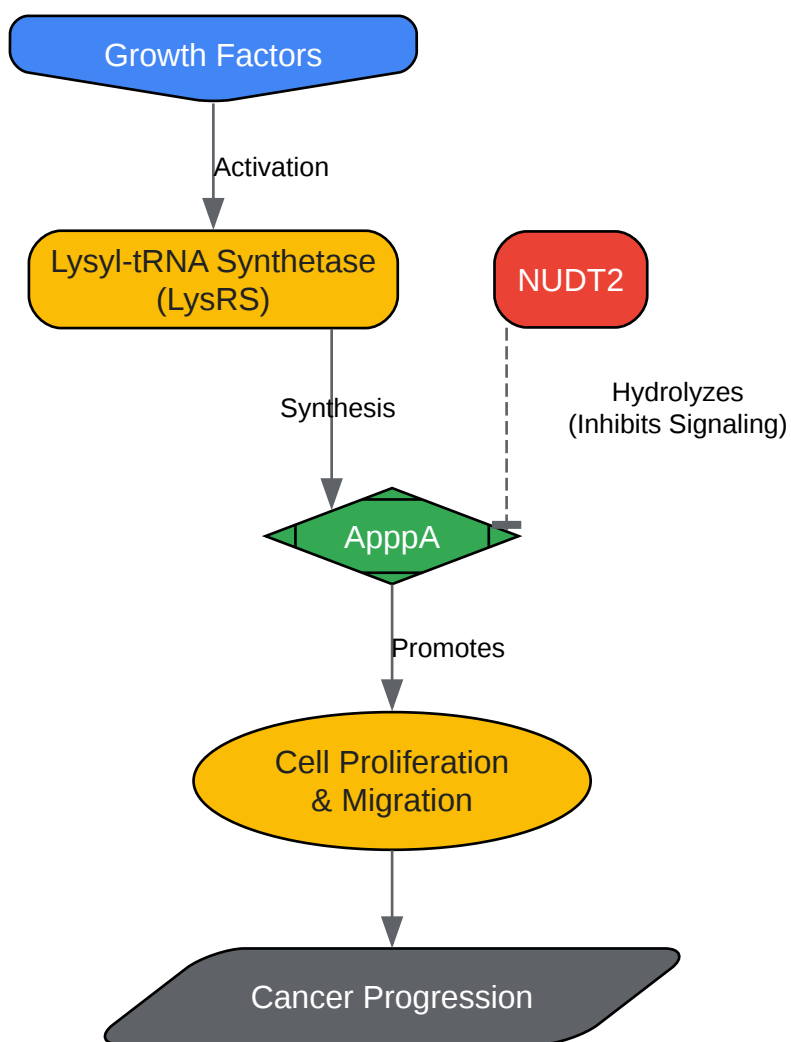 Growth Factors
Activation
Lysyl-tRNA Synthetase
(LysRS)
NUDT2
Hydrolyzes
(Inhibits Signaling)
Synthesis
ApppA
Promotes
Cell Proliferation
& Migration
Cancer Progression